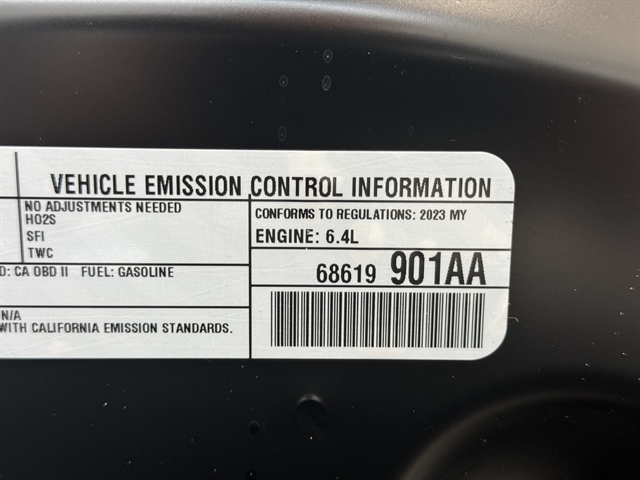 VEHICLE EMISSION CONTROL INFORMATION
NO ADJUSTMENTS NEEDED
HO2S
SFI
TWC
CONFORMS TO REGULATIONS: 2023 MY
ENGINE: 6.4L
D: CA OBD II FUEL: GASOLINE
68619 901AA
N/A
WITH CALIFORNIA EMISSION STANDARDS.